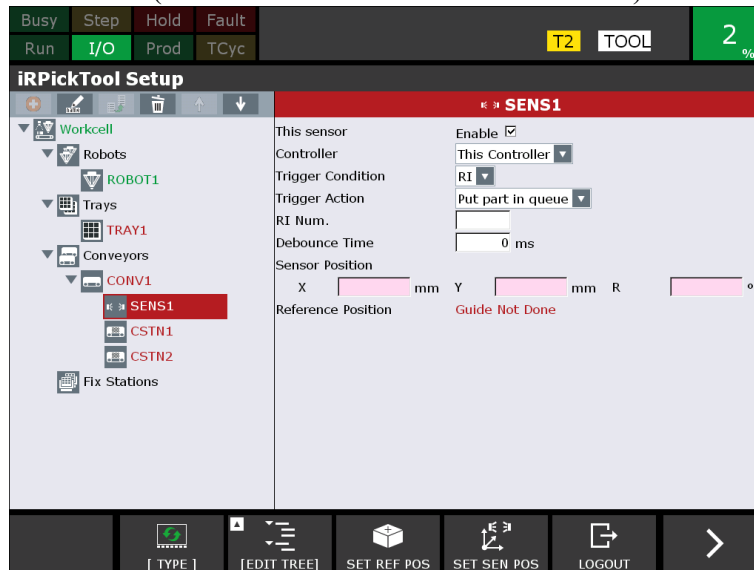 Busy Step Hold Fault
Run I/O Prod TCyc
T2 TOOL
2 %
iRPickTool Setup
SENS1
Workcell
Robots
ROBOT1
Trays
TRAY1
Conveyors
CONV1
SENS1
CSTN1
CSTN2
Fix Stations
This sensor Enable
Controller This Controller
Trigger Condition RI
Trigger Action Put part in queue
RI Num.
Debounce Time 0 ms
Sensor Position
X mm Y mm R °
Reference Position Guide Not Done
[ TYPE ] [EDIT TREE] SET REF POS SET SEN POS LOGOUT